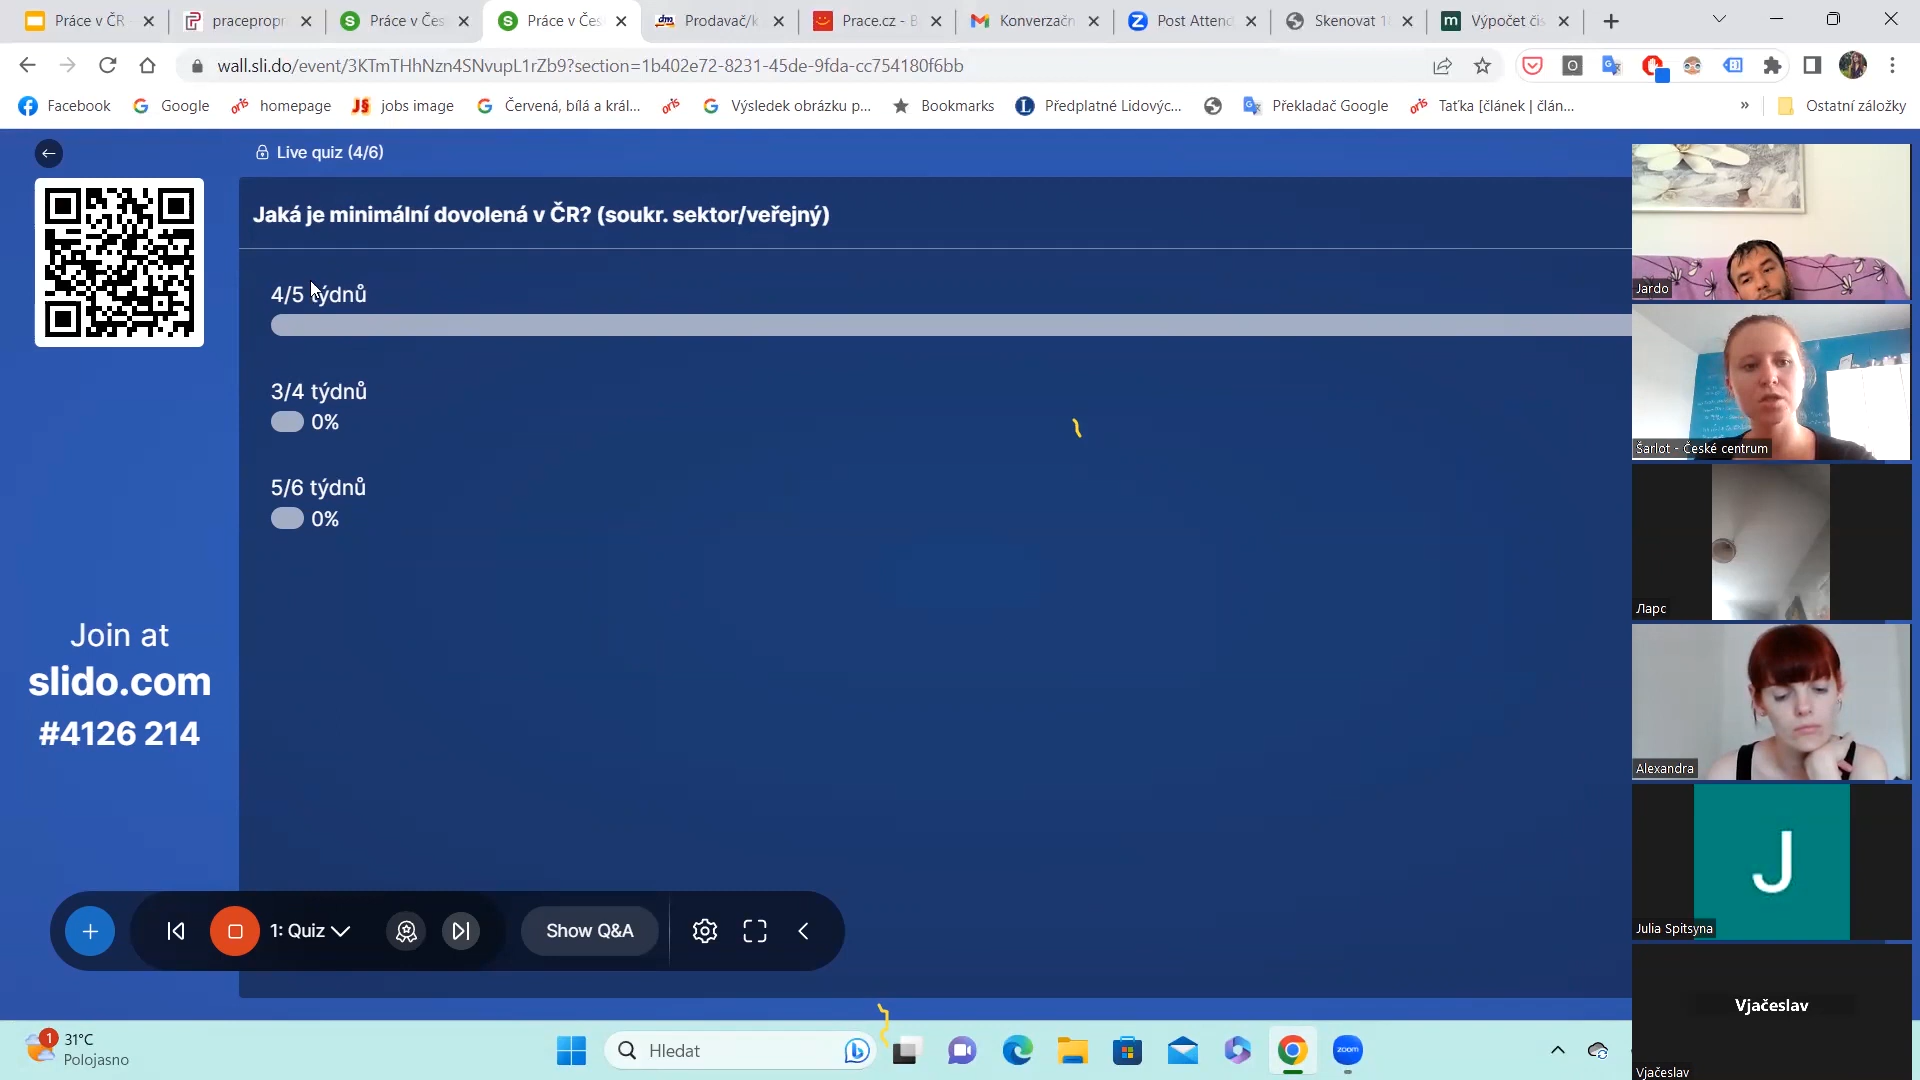 Práce v ČR
praceprop
Práce v Čes
Práce v Čes
Prodavač/k
Prace.cz - B
Konverzačn
Post Attend
Skenovat 1
Výpočet čis
wall.sli.do/event/3KTmTHhNzn4SNvupL1rZb9?section=1b402e72-8231-45de-9fda-cc754180f6bb
Facebook
Google
homepage
jobs image
Červená, bílá a král...
Výsledek obrázku p...
Bookmarks
Předplatné Lidovýc...
Překladač Google
Taťka [článek | člán...
»
Ostatní záložky
Live quiz (4/6)
Jaká je minimální dovolená v ČR? (soukr. sektor/veřejný)
4/5 týdnů
3/4 týdnů
0%
5/6 týdnů
0%
Join at
slido.com
#4126 214
1: Quiz
Show Q&A
Jardo
Šarlot - České centrum
Ларс
Alexandra
J
Julia Spitsyna
Vjačeslav
Vjačeslav
1
31°C
Polojasno
Hledat
zoom